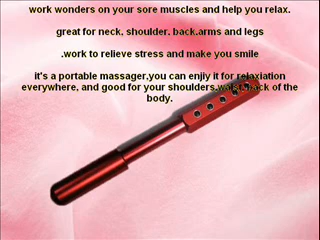 work wonders on your sore muscles and help you relax.
great for neck, shoulder. back.arms and legs
.work to relieve stress and make you smile
it's a portable massager.you can enjiy it for relaxiation
everywhere, and good for your shoulders.waist.back of the
body.